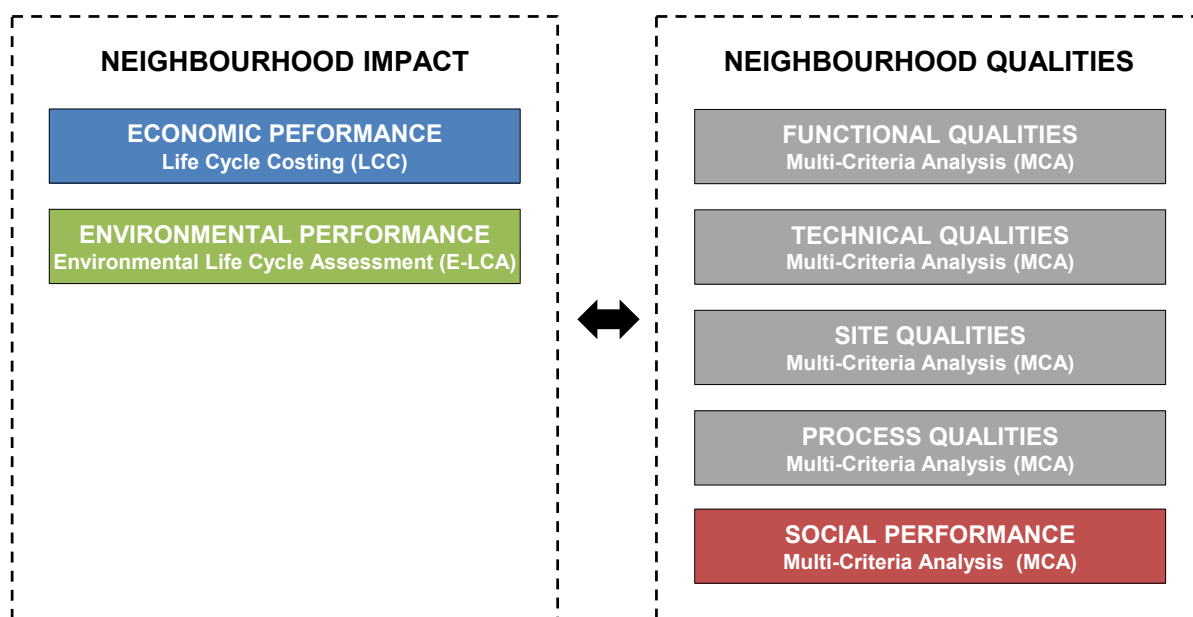 NEIGHBOURHOOD IMPACT
ECONOMIC PEFORMANCE
Life Cycle Costing (LCC)
ENVIRONMENTAL PERFORMANCE
Environmental Life Cycle Assessment (E-LCA)
NEIGHBOURHOOD QUALITIES
FUNCTIONAL QUALITIES
Multi-Criteria Analysis (MCA)
TECHNICAL QUALITIES
Multi-Criteria Analysis (MCA)
SITE QUALITIES
Multi-Criteria Analysis (MCA)
PROCESS QUALITIES
Multi-Criteria Analysis (MCA)
SOCIAL PERFORMANCE
Multi-Criteria Analysis (MCA)